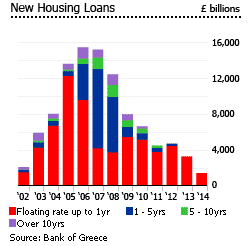 New Housing Loans £ billions
16,000
12,000
8,000
4,000
0
'02 '03 '04 '05 '06 '07 '08 '09 '10 '11 '12 '13 '14
Floating rate up to 1yr 1 - 5yrs 5 - 10yrs
Over 10yrs
Source: Bank of Greece